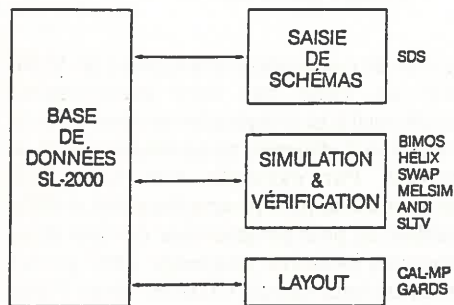 BASE
DE
DONNÉES
SL-2000
SAISIE
DE
SCHÉMAS
SDS
SIMULATION
&
VÉRIFICATION
BIMOS
HÉLIX
SWAP
MELSIM
ANDI
SLTV
LAYOUT
CAL-MP
GARDS